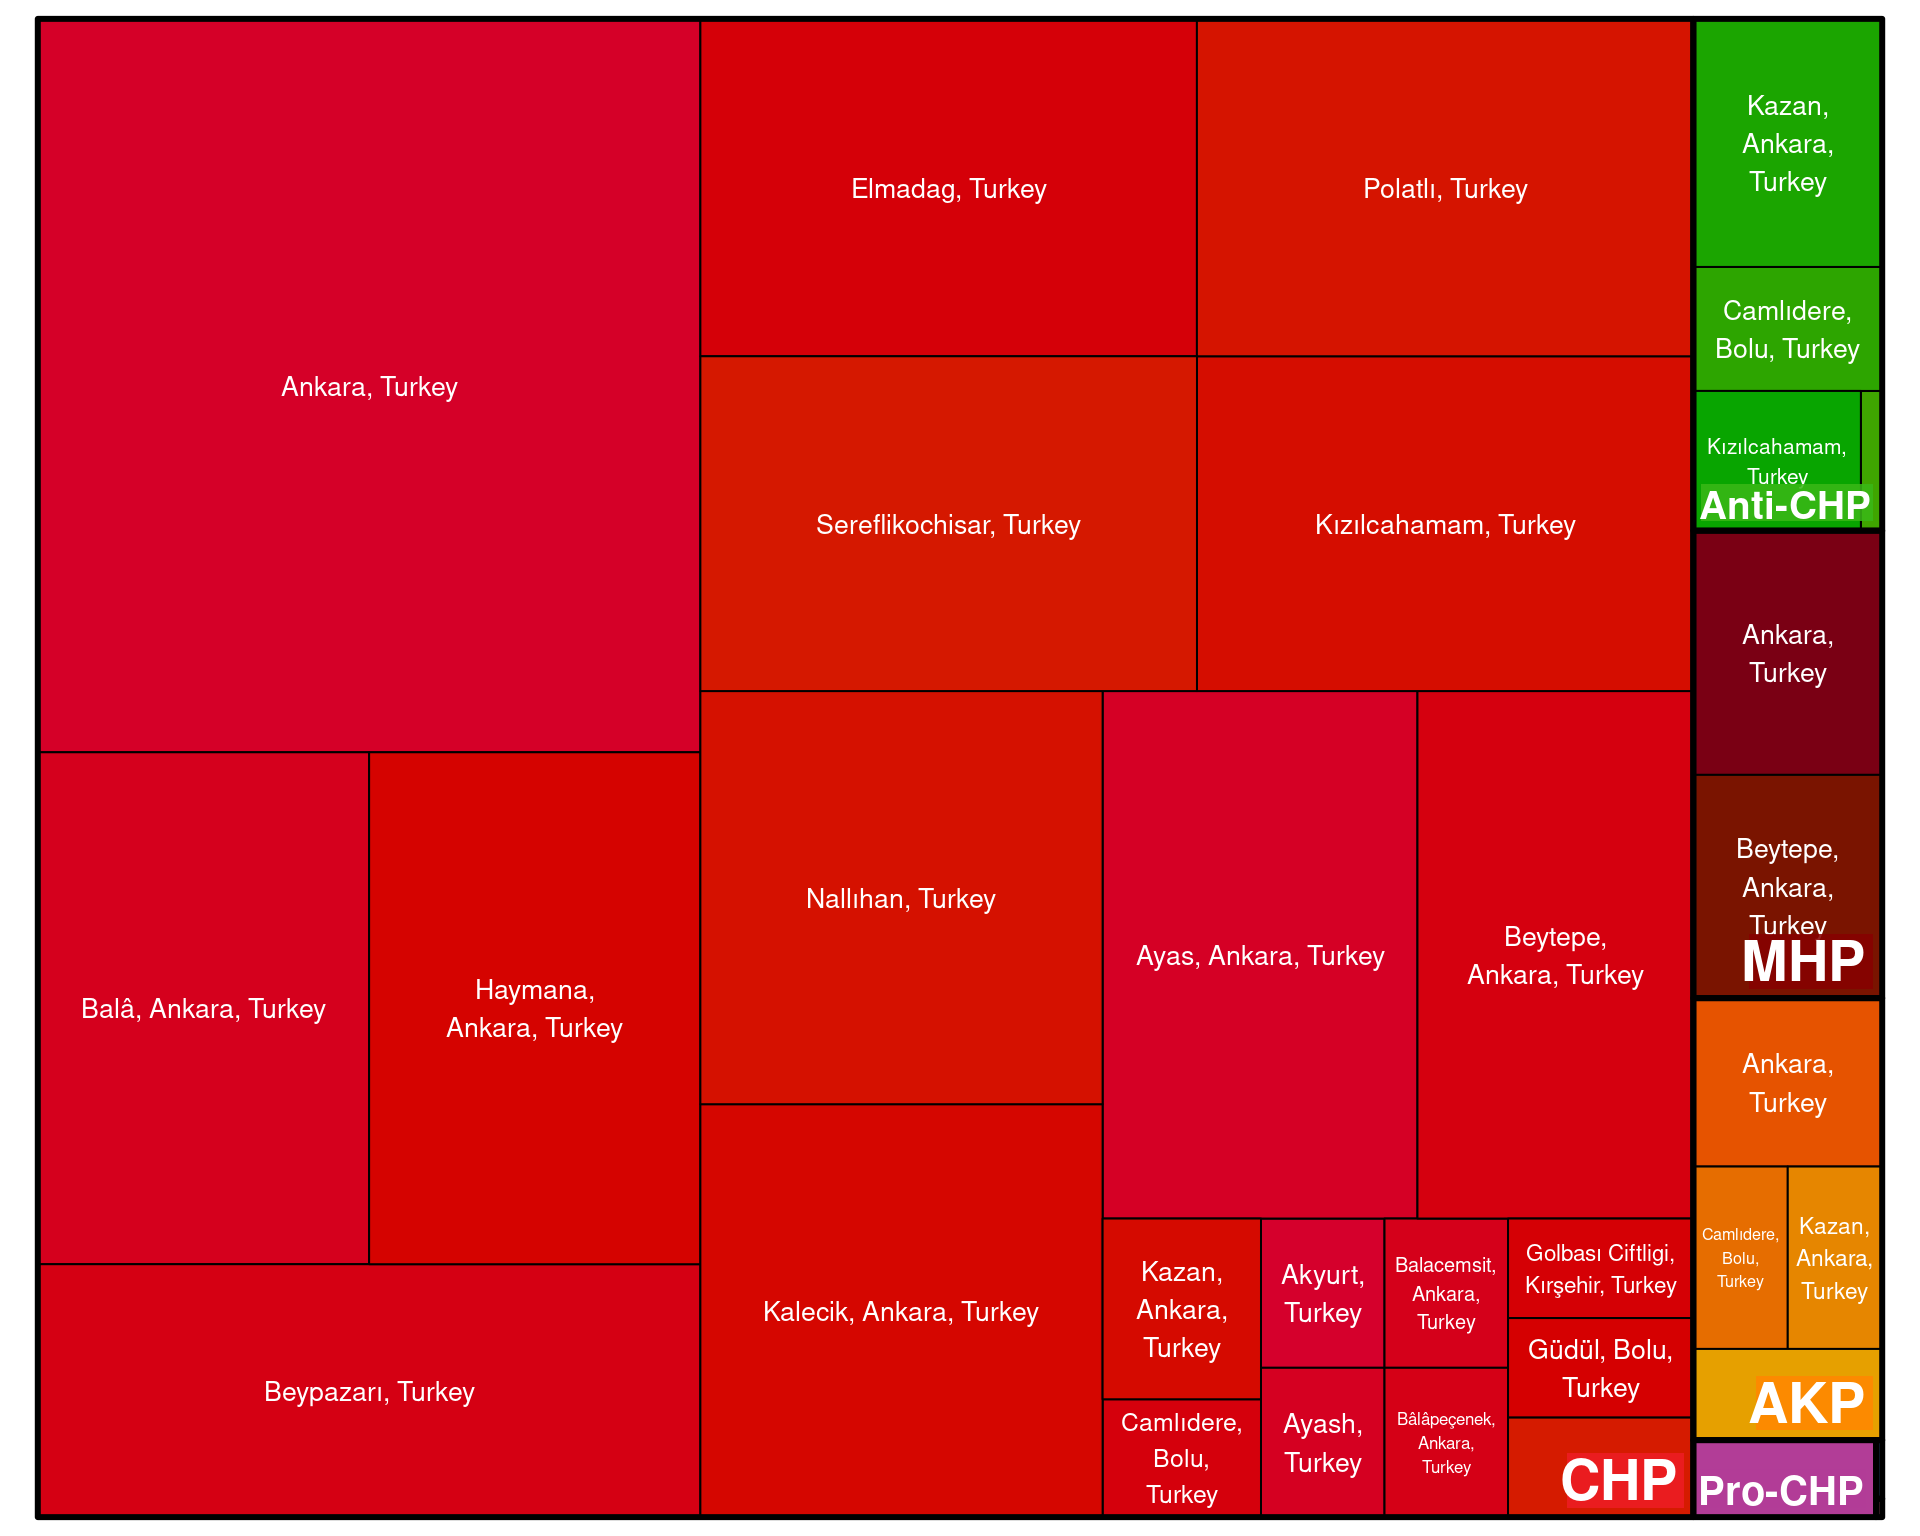 Ankara, Turkey
Elmadag, Turkey
Polatlı, Turkey
Sereflikochisar, Turkey
Kızılcahamam, Turkey
Balâ, Ankara, Turkey
Haymana,
Ankara, Turkey
Beypazarı, Turkey
Nallıhan, Turkey
Kalecik, Ankara, Turkey
Ayas, Ankara, Turkey
Beytepe,
Ankara, Turkey
Kazan,
Ankara,
Turkey
Camlıdere,
Bolu,
Turkey
Akyurt,
Turkey
Ayash,
Turkey
Balacemsit,
Ankara,
Turkey
Bâlâpeçenek,
Ankara,
Turkey
Golbası Ciftligi,
Kırşehir, Turkey
Güdül, Bolu,
Turkey
CHP
Kazan,
Ankara,
Turkey
Camlıdere,
Bolu, Turkey
Kızılcahamam,
Turkey
Anti-CHP
Ankara,
Turkey
Beytepe,
Ankara,
Turkey
MHP
Ankara,
Turkey
Camlıdere,
Bolu,
Turkey
Kazan,
Ankara,
Turkey
AKP
Pro-CHP